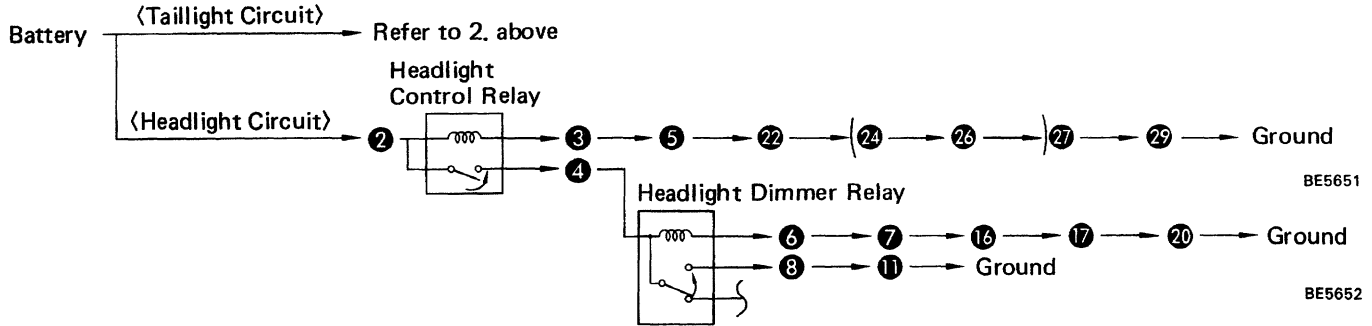 〈Taillight Circuit〉
Battery Refer to 2. above
Headlight
Control Relay
〈Headlight Circuit〉 2 3 5 22 (24 26 )27 29 Ground
4
BE5651
Headlight Dimmer Relay
6 7 16 17 20 Ground
8 11 Ground
BE5652